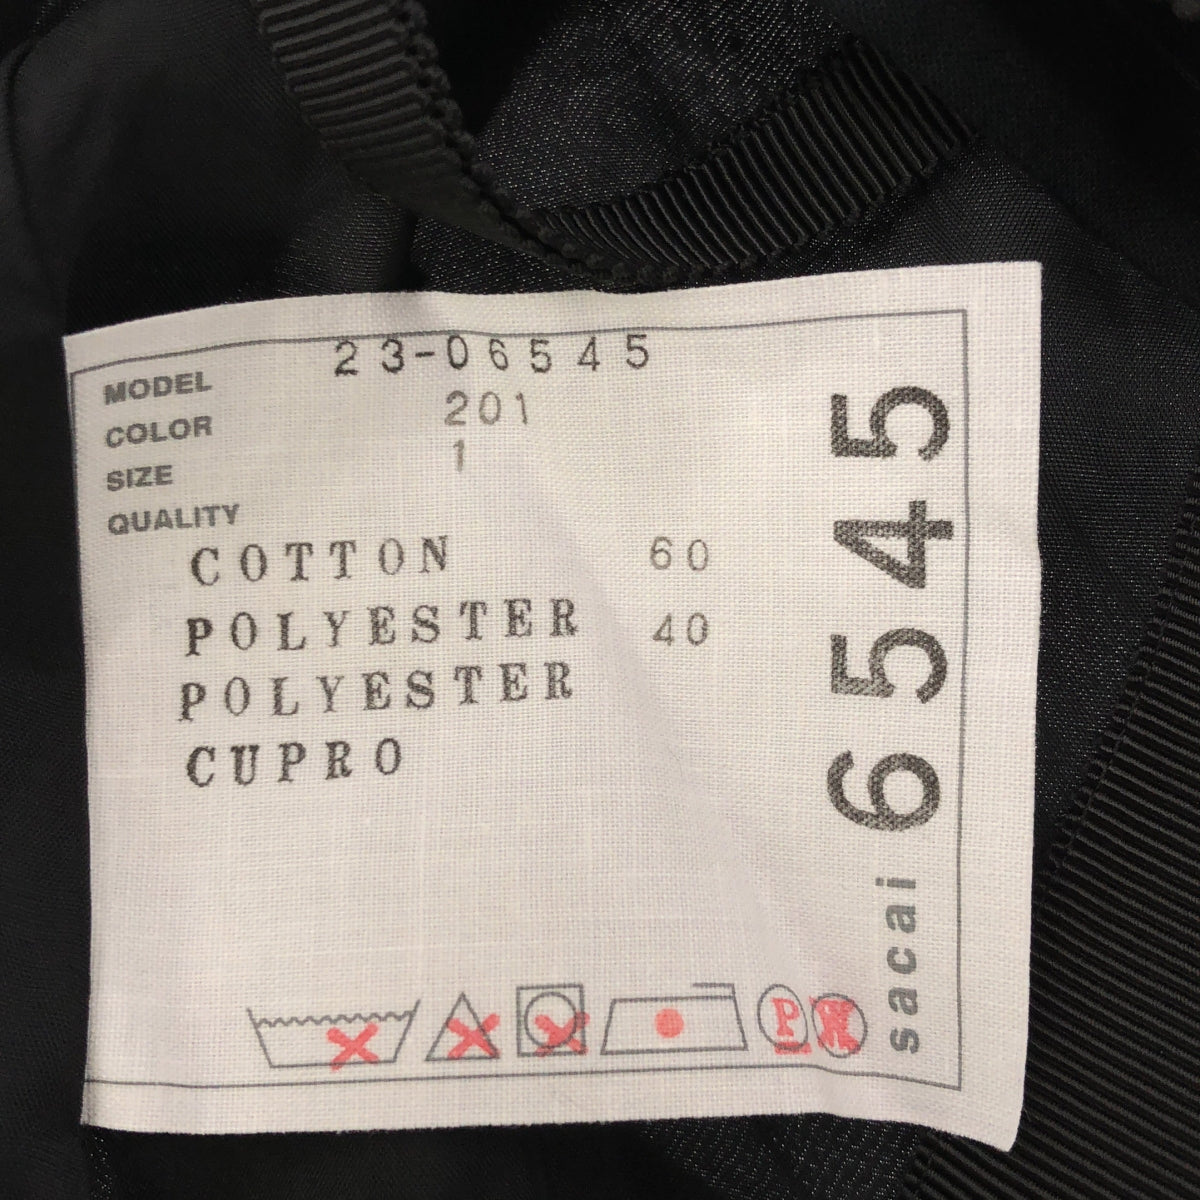 MODEL 23-06545
COLOR 201
SIZE 1
QUALITY
COTTON 60
POLYESTER 40
POLYESTER
CUPRO
P
sacai 6545